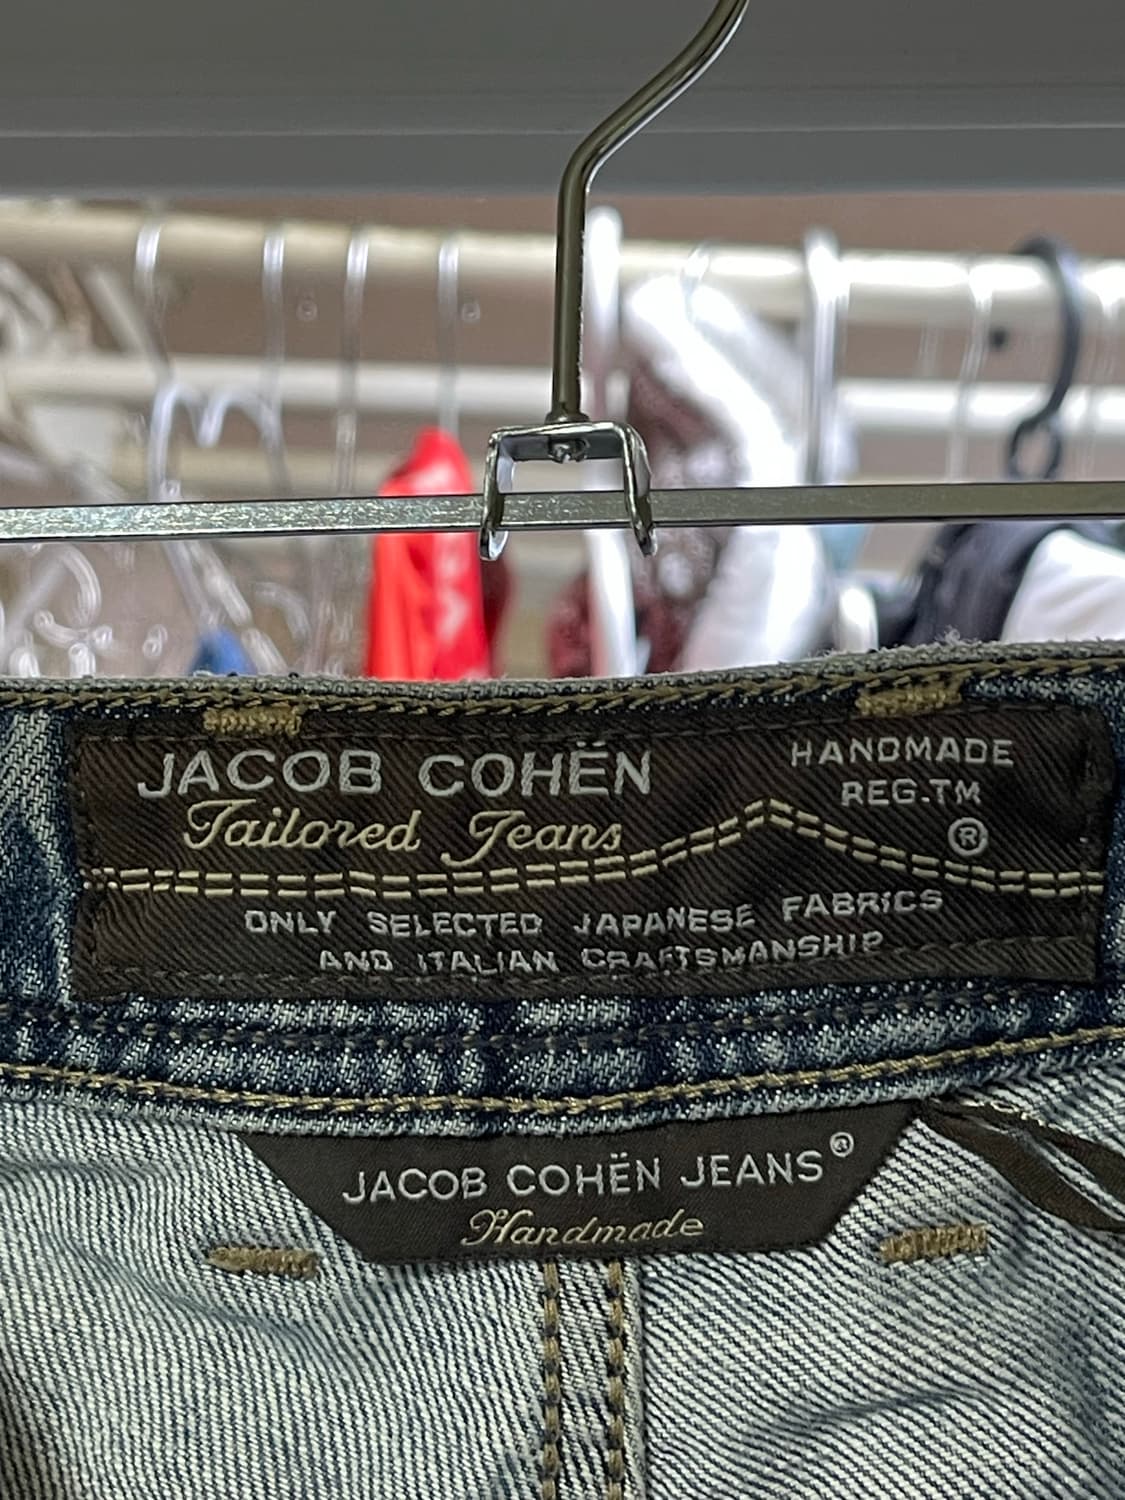 JACOB COHËN
Tailored Jeans
HANDMADE
REG.TM
®
ONLY SELECTED JAPANESE FABRICS
AND ITALIAN CRAFTSMANSHIP
JACOB COHËN JEANS®
Handmade